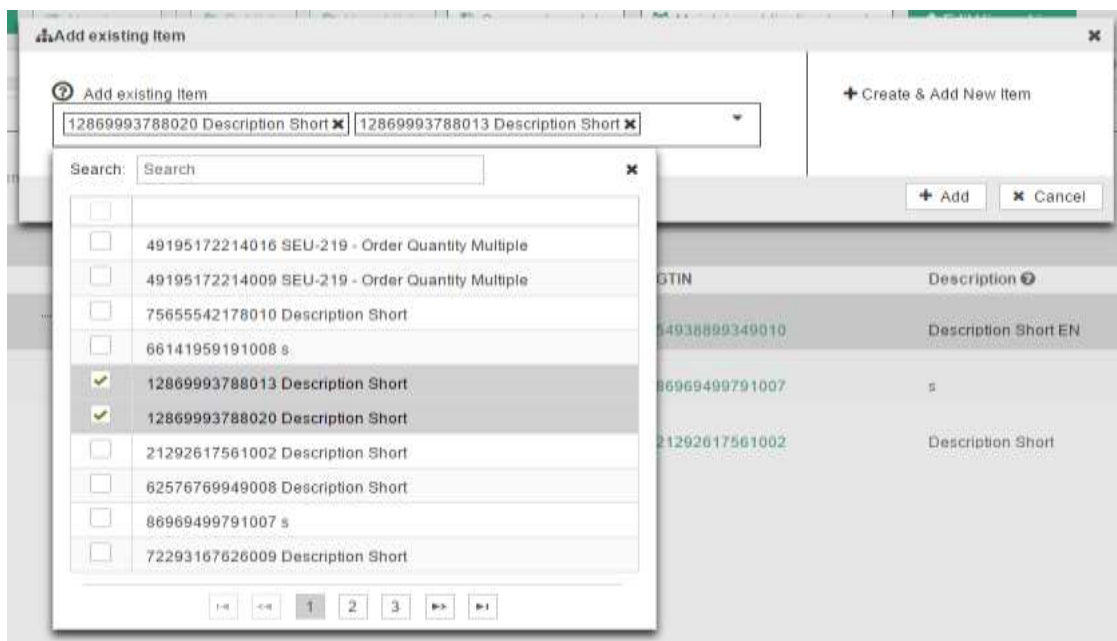 Add existing Item
Add existing Item
Create & Add New Item
12869993788020 Description Short 12869993788013 Description Short
Search: Search
Add Cancel
49195172214016 SEU-219 - Order Quantity Multiple
49195172214009 SEU-219 - Order Quantity Multiple
GTIN Description
75655542178010 Description Short
54938899349010 Description Short EN
66141959191008 s
12869993788013 Description Short
86969499791007 s
12869993788020 Description Short
21292617561002 Description Short
21292617561002 Description Short
62576769949008 Description Short
86969499791007 s
72293167626009 Description Short
1 2 3